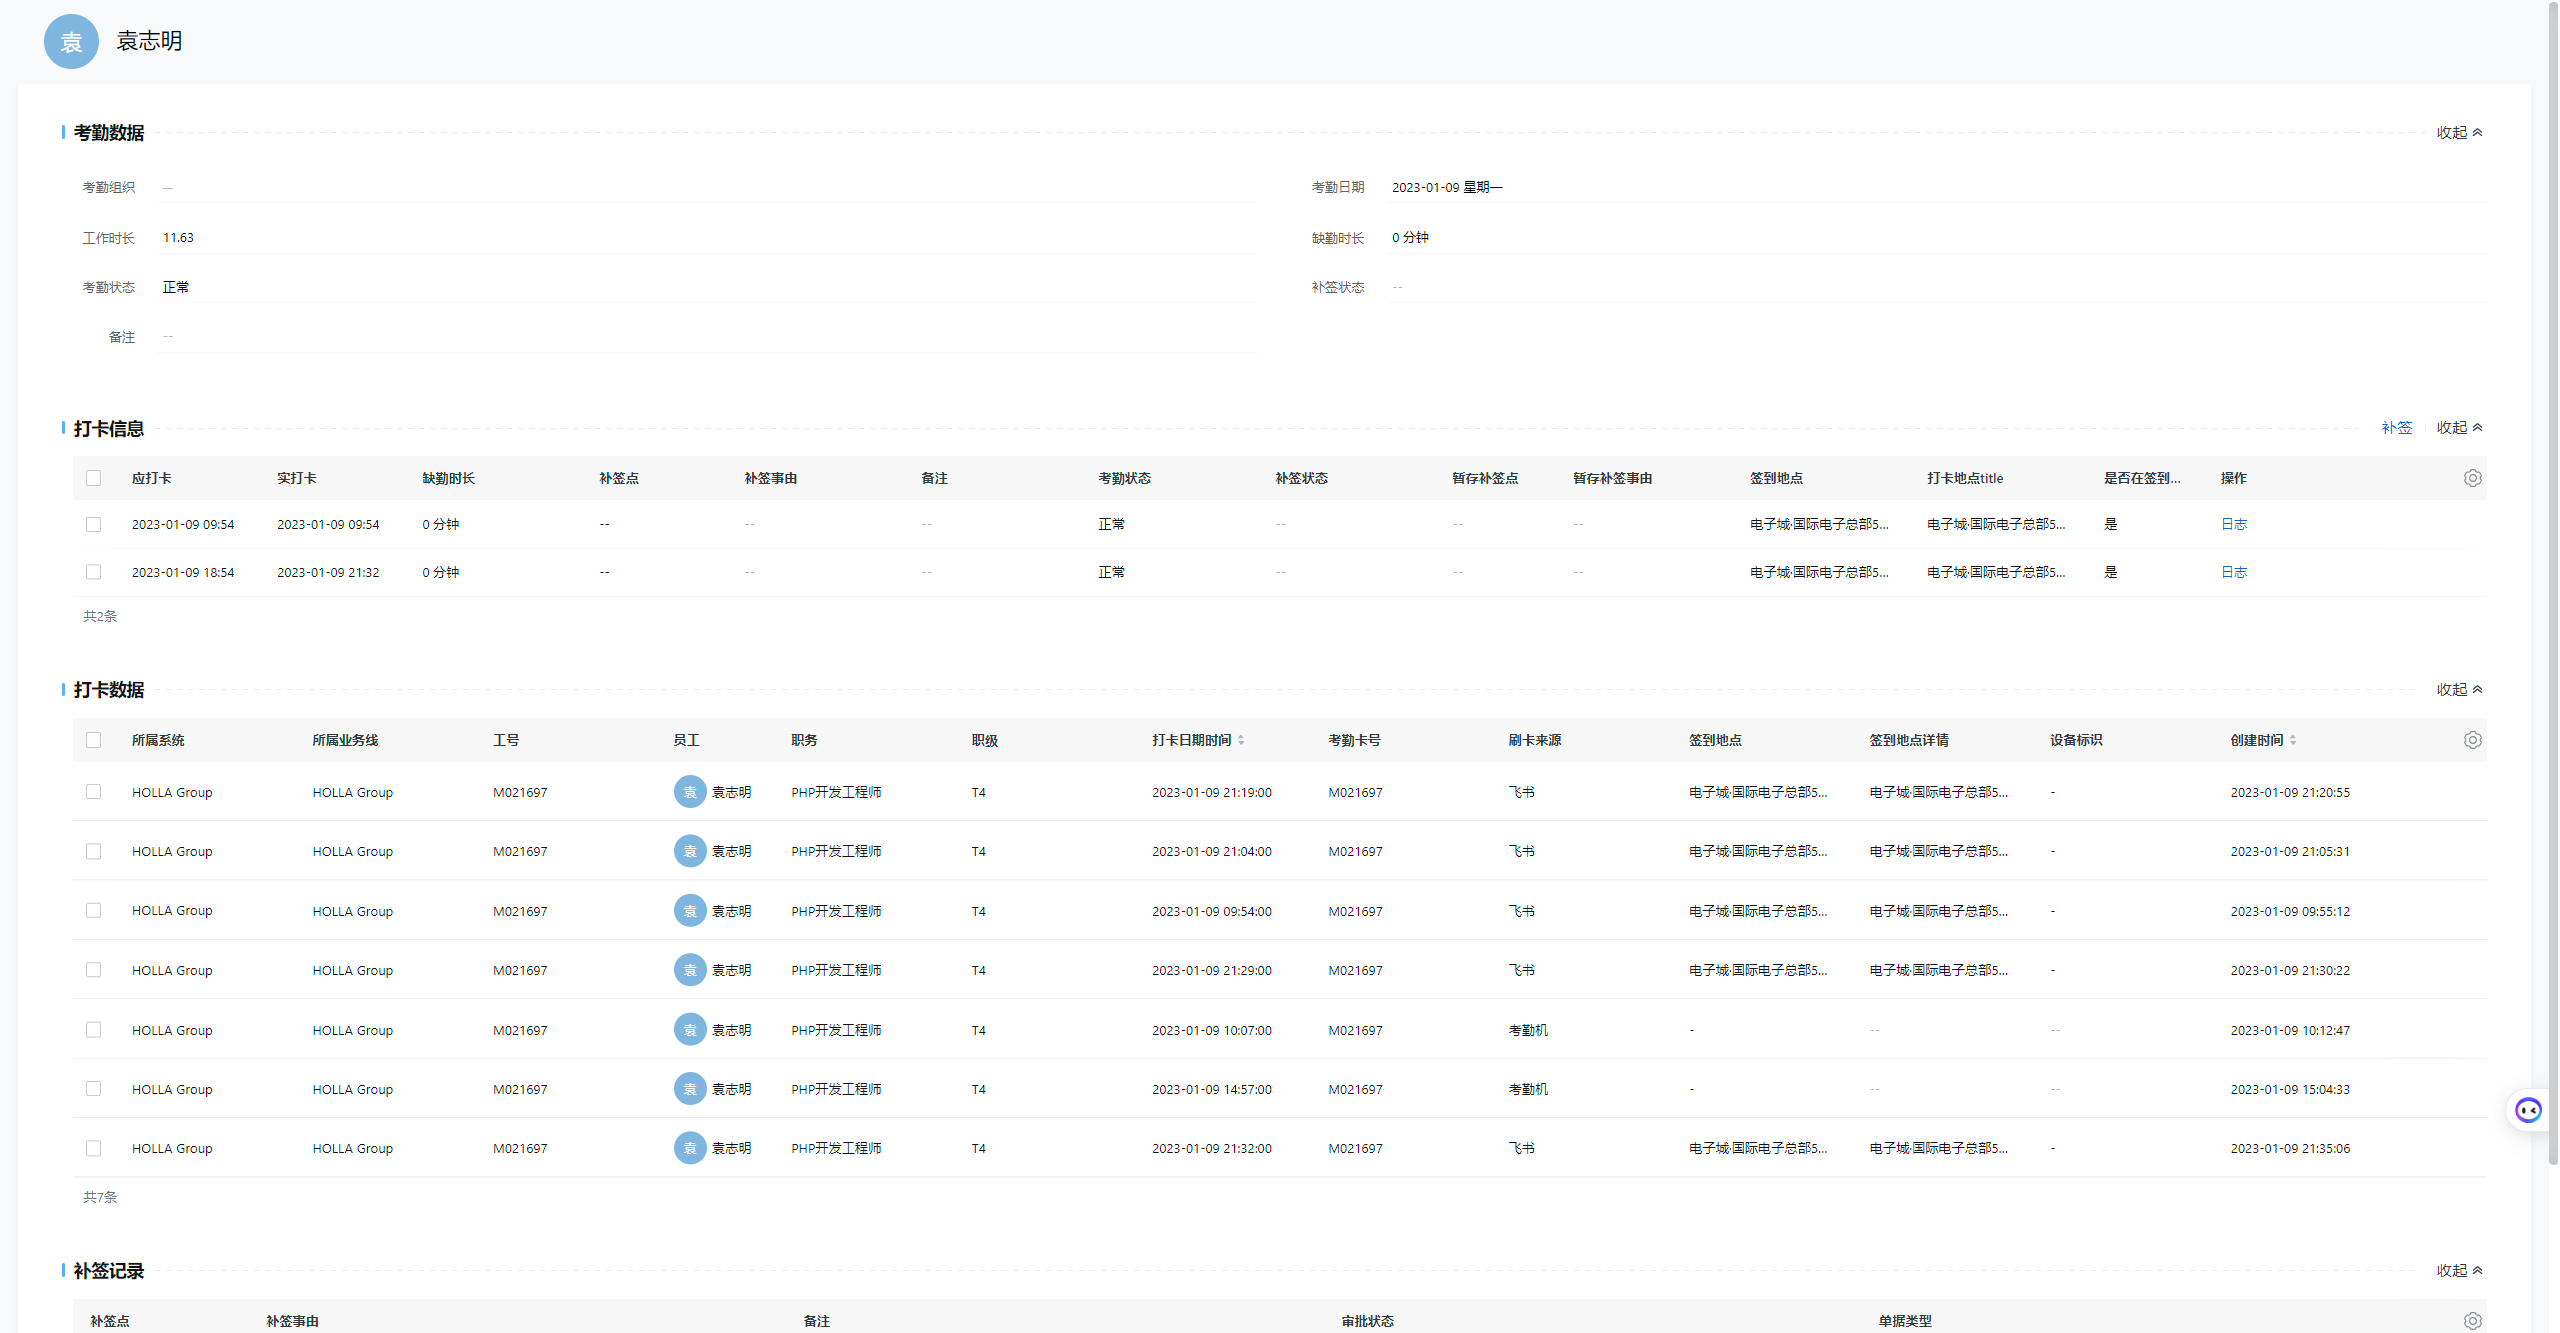 袁 袁志明
考勤数据 收起
考勤组织 -- 考勤日期 2023-01-09 星期一
工作时长 11.63 缺勤时长 0 分钟
考勤状态 正常 补签状态 --
备注 --
打卡信息 补签 收起
应打卡 实打卡 缺勤时长 补签点 补签事由 备注 考勤状态 补签状态 暂存补签点 暂存补签事由 签到地点 打卡地点title 是否在签到... 操作
2023-01-09 09:54 2023-01-09 09:54 0 分钟 -- -- -- 正常 -- -- -- 电子城·国际电子总部5... 电子城·国际电子总部5... 是 日志
2023-01-09 18:54 2023-01-09 21:32 0 分钟 -- -- -- 正常 -- -- -- 电子城·国际电子总部5... 电子城·国际电子总部5... 是 日志
共2条
打卡数据 收起
所属系统 所属业务线 工号 员工 职务 职级 打卡日期时间 考勤卡号 刷卡来源 签到地点 签到地点详情 设备标识 创建时间
HOLLA Group HOLLA Group M021697 袁 袁志明 PHP开发工程师 T4 2023-01-09 21:19:00 M021697 飞书 电子城·国际电子总部5... 电子城·国际电子总部5... - 2023-01-09 21:20:55
HOLLA Group HOLLA Group M021697 袁 袁志明 PHP开发工程师 T4 2023-01-09 21:04:00 M021697 飞书 电子城·国际电子总部5... 电子城·国际电子总部5... - 2023-01-09 21:05:31
HOLLA Group HOLLA Group M021697 袁 袁志明 PHP开发工程师 T4 2023-01-09 09:54:00 M021697 飞书 电子城·国际电子总部5... 电子城·国际电子总部5... - 2023-01-09 09:55:12
HOLLA Group HOLLA Group M021697 袁 袁志明 PHP开发工程师 T4 2023-01-09 21:29:00 M021697 飞书 电子城·国际电子总部5... 电子城·国际电子总部5... - 2023-01-09 21:30:22
HOLLA Group HOLLA Group M021697 袁 袁志明 PHP开发工程师 T4 2023-01-09 10:07:00 M021697 考勤机 - -- -- 2023-01-09 10:12:47
HOLLA Group HOLLA Group M021697 袁 袁志明 PHP开发工程师 T4 2023-01-09 14:57:00 M021697 考勤机 - -- -- 2023-01-09 15:04:33
HOLLA Group HOLLA Group M021697 袁 袁志明 PHP开发工程师 T4 2023-01-09 21:32:00 M021697 飞书 电子城·国际电子总部5... 电子城·国际电子总部5... - 2023-01-09 21:35:06
共7条
补签记录 收起
补签点 补签事由 备注 审批状态 单据类型